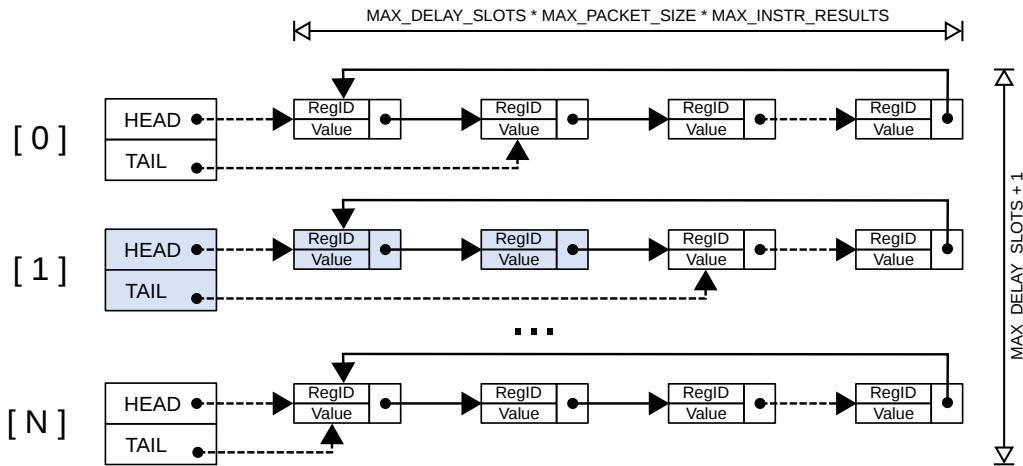 MAX_DELAY_SLOTS * MAX_PACKET_SIZE * MAX_INSTR_RESULTS
[ 0 ]
HEAD
TAIL
RegID
Value
RegID
Value
RegID
Value
RegID
Value
[ 1 ]
HEAD
TAIL
RegID
Value
RegID
Value
RegID
Value
RegID
Value
...
[ N ]
HEAD
TAIL
RegID
Value
RegID
Value
RegID
Value
RegID
Value
MAX_DELAY_SLOTS + 1